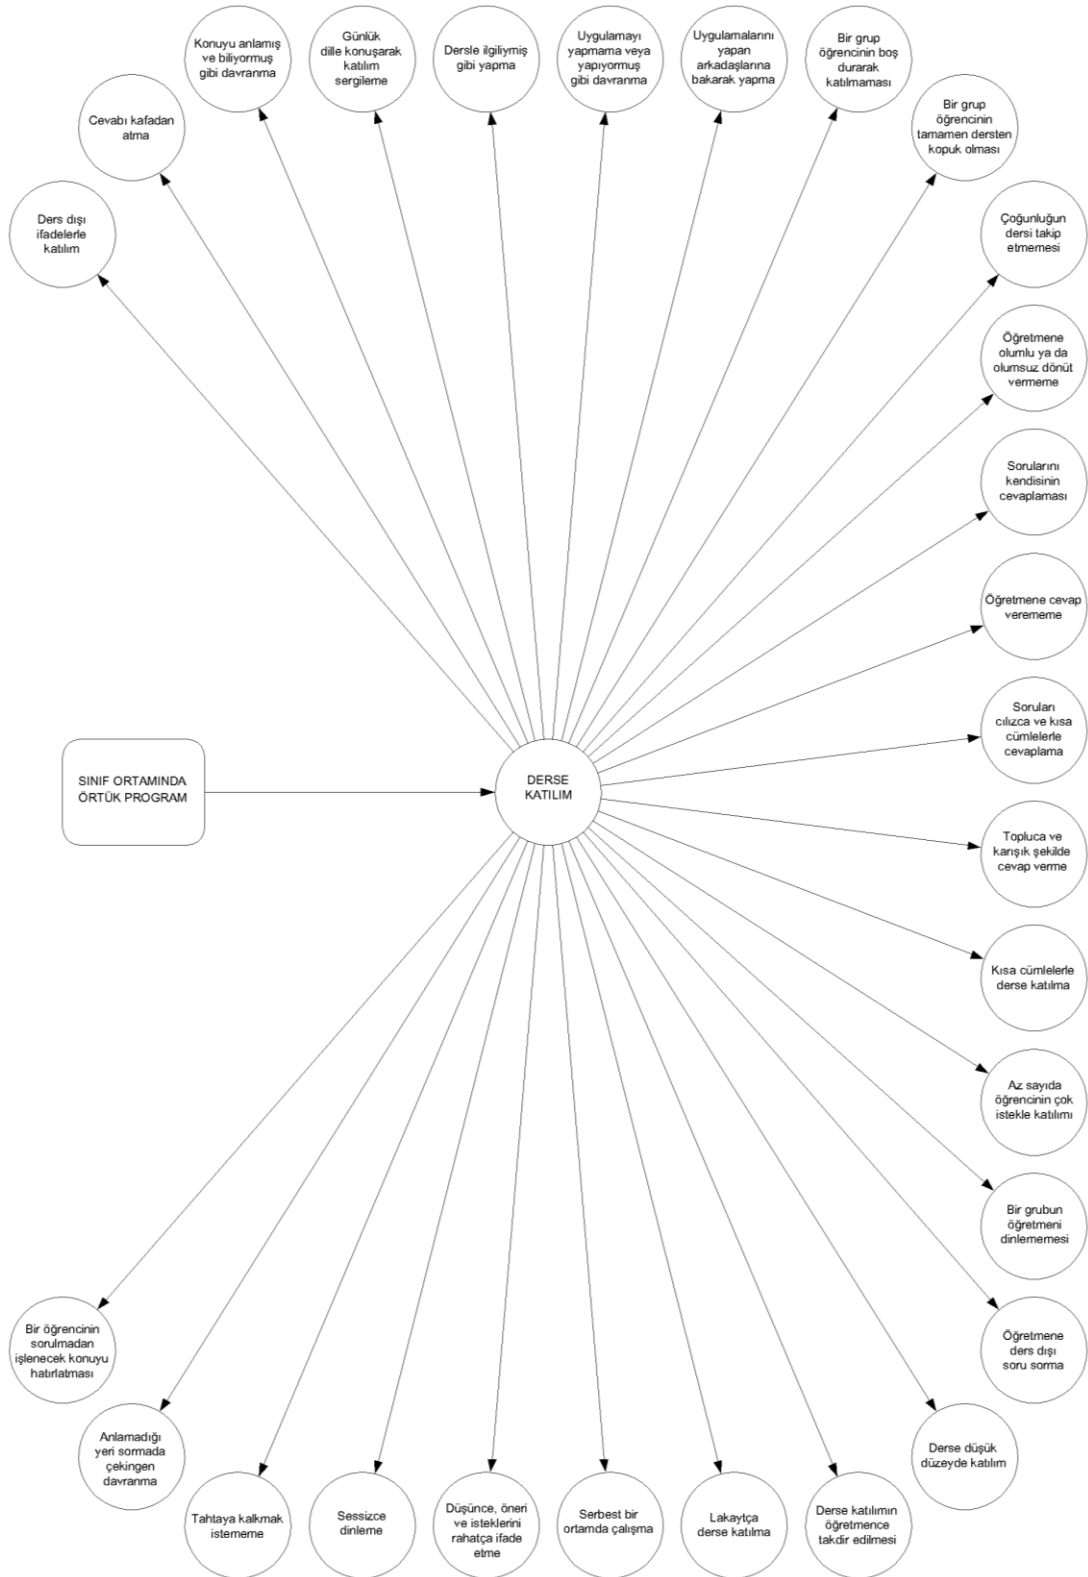 Konuyu anlamış
ve biliyormuş
gibi davranma
Günlük
dille konuşarak
katılım
sergileme
Dersle ilgiliymiş
gibi yapma
Uygulamayı
yapmama veya
yapıyormuş
gibi davranma
Uygulamalarını
yapan
arkadaşlarına
bakarak yapma
Bir grup
öğrencinin boş
durarak
katılmaması
Cevabı kafadan
atma
Bir grup
öğrencinin
tamamen dersten
kopuk olması
Ders dışı
ifadelerle
katılım
Çoğunluğun
dersi takip
etmemesi
Öğretmene
olumlu ya da
olumsuz dönüt
vermeme
Sorularını
kendisinin
cevaplaması
Öğretmene cevap
verememe
Soruları
cılızca ve kısa
cümlelerle
cevaplama
SINIF ORTAMINDA
ÖRTÜK PROGRAM
DERSE
KATILIM
Topluca ve
karışık şekilde
cevap verme
Kısa cümlelerle
derse katılma
Az sayıda
öğrencinin çok
istekle katılımı
Bir grubun
öğretmeni
dinlememesi
Öğretmene
ders dışı
soru sorma
Bir öğrencinin
sorulmadan
işlenecek konuyu
hatırlatması
Anlamadığı
yeri sormada
çekingen
davranma
Derse düşük
düzeyde katılım
Tahtaya kalkmak
istememe
Sessizce
dinleme
Düşünce, öneri
ve isteklerini
rahatça ifade
etme
Serbest bir
ortamda çalışma
Lakaytça
derse katılma
Derse katılımın
öğretmence
takdir edilmesi